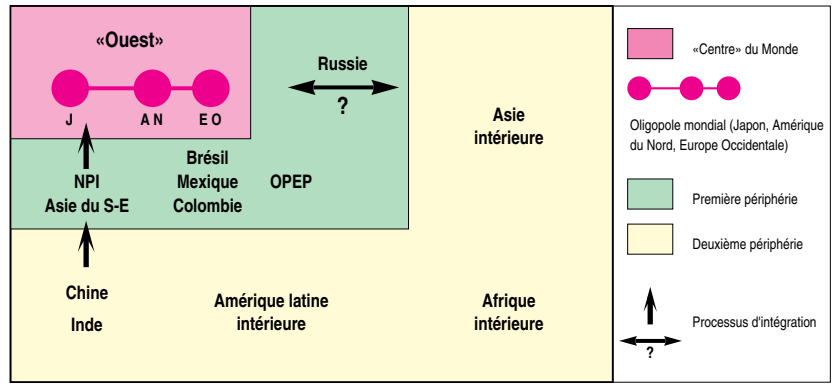 «Ouest»
J
A N
E O
Russie
?
NPI
Asie du S-E
Brésil
Mexique
Colombie
OPEP
Asie
intérieure
Chine
Inde
Amérique latine
intérieure
Afrique
intérieure
«Centre» du Monde
Oligopole mondial (Japon, Amérique
du Nord, Europe Occidentale)
Première périphérie
Deuxième périphérie
Processus d'intégration
?